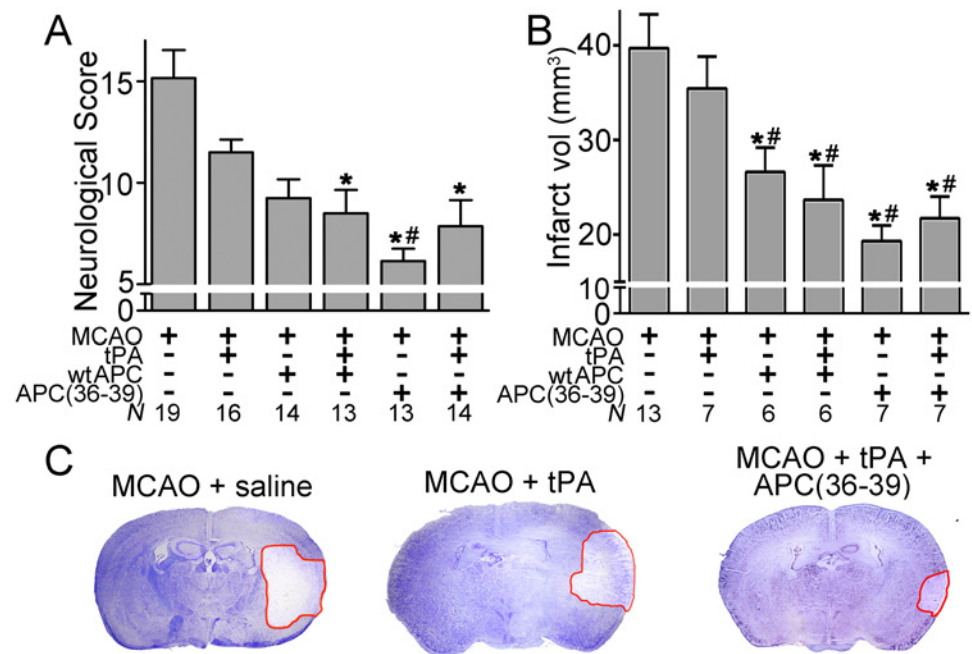 A
Neurological Score
15
10
5
0
*
*#
*
MCAO + + + + + +
tPA - + - + - +
wtAPC - - + + - -
APC(36-39) - - - - + +
N 19 16 14 13 13 14
B
Infarct vol (mm³)
40
30
20
10
0
*#
*#
*#
*#
MCAO + + + + + +
tPA - + - + - +
wtAPC - - + + - -
APC(36-39) - - - - + +
N 13 7 6 6 7 7
C
MCAO + saline
MCAO + tPA
MCAO + tPA +
APC(36-39)